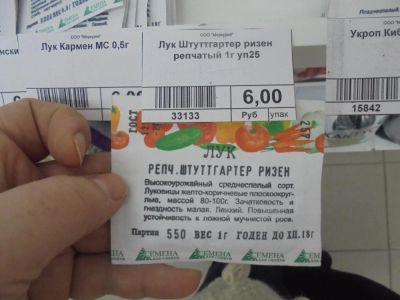 Лук Кармен МС 0,5г
ООО "Меркурий"
Лук Штуттгартер ризен
репчатый 1г уп25
33133
6,00
Руб упак
Укроп Киб
15842
ГОСТ
ЛУК
РЕПЧ.ШТУТТГАРТЕР РИЗЕН
Высокоурожайный среднеспелый сорт.
Луковицы желто-коричневые плоскоокруг-
лые, массой 80-100г. Зачатковость и
гнездность малая. Лежкий. Повышенная
устойчивость к ложной мучнистой росе.
Партия 550 ВЕС 1г ГОДЕН ДО XII.18г
СЕМЕНА
СЕМЕНА
СЕМЕНА